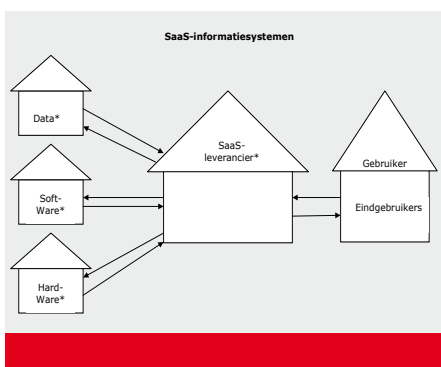 SaaS-informatiesystemen
Data*
Soft-
Ware*
Hard-
Ware*
SaaS-
leverancier*
Gebruiker
Eindgebruikers